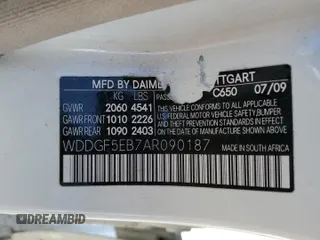 MFD BY DAIM TTGART
KG LBS PASSE C650 07/09
GVWR 2060 4541
GAWR FRONT 1010 2226
GAWR REAR 1090 2403
THIS VEHICLE CONFORMS TO ALL
APPLICABLE U.S. FEDERAL MOTOR
VEHICLE SAFETY, BUMPER,
AND THEFT PREVENTION STANDARDS
IN EFFECT ON THE DATE OF
MANUFACTURE SHOWN ABOVE.
WDDGF5EB7AR090187
MADE IN SOUTH AFRICA
DREAMBID